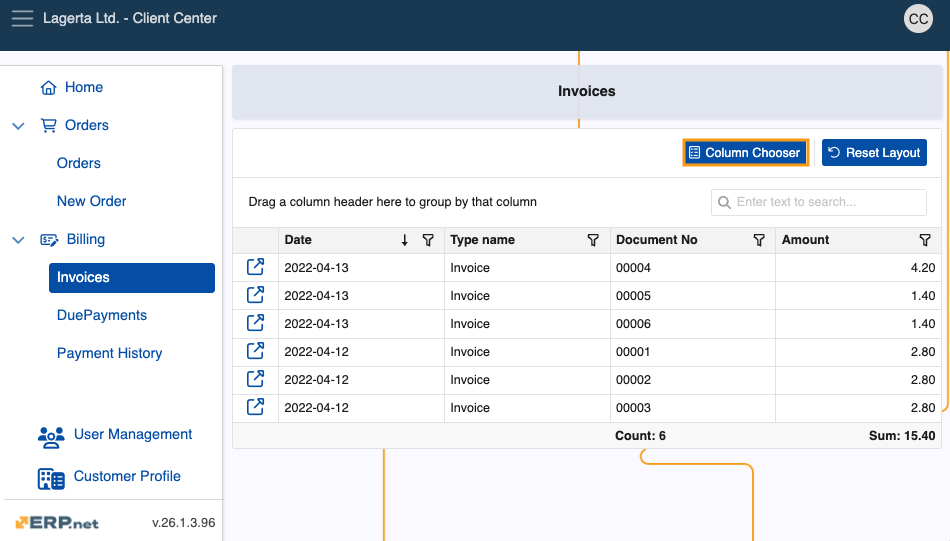 Lagerta Ltd. - Client Center
CC
Home
Orders
Orders
New Order
Billing
Invoices
DuePayments
Payment History
User Management
Customer Profile
ERP.net
v.26.1.3.96
Invoices
Column Chooser
Reset Layout
Drag a column header here to group by that column
Enter text to search...
Date Type name Document No Amount
2022-04-13 Invoice 00004 4.20
2022-04-13 Invoice 00005 1.40
2022-04-13 Invoice 00006 1.40
2022-04-12 Invoice 00001 2.80
2022-04-12 Invoice 00002 2.80
2022-04-12 Invoice 00003 2.80
Count: 6 Sum: 15.40